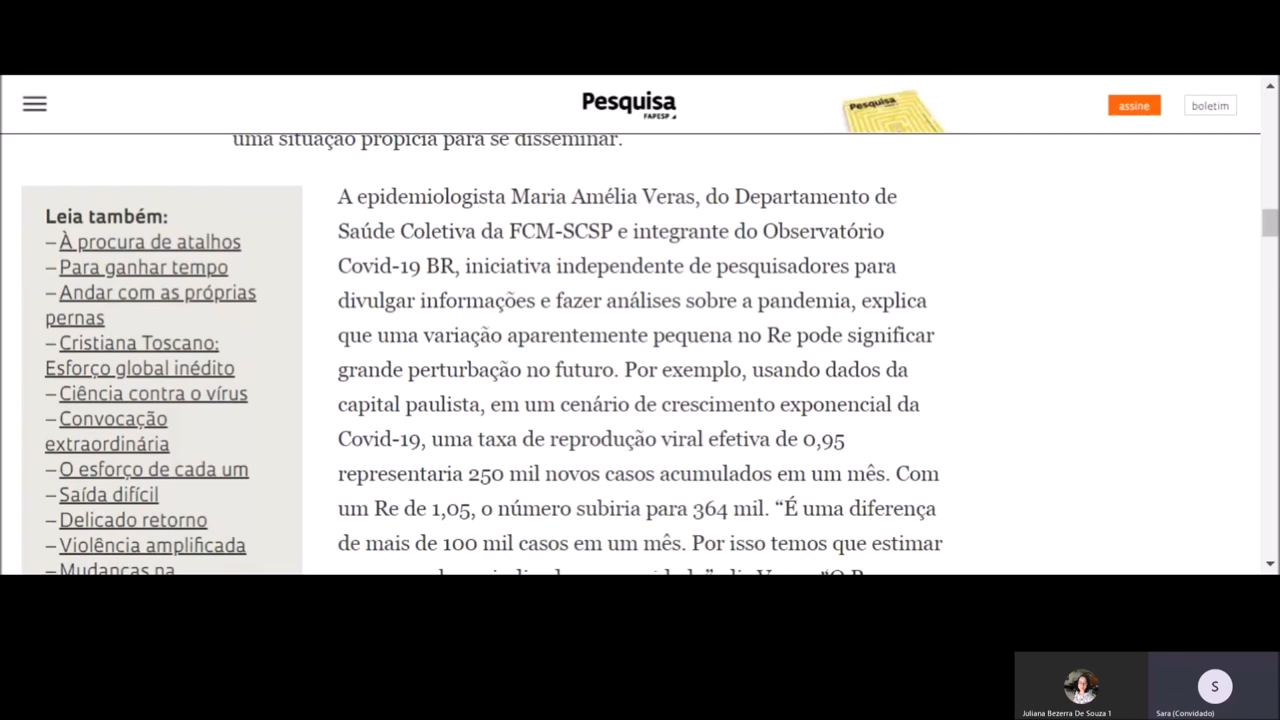 Pesquisa
FAPESP
Pesquisa
assine
boletim
uma situação propícia para se disseminar.
Leia também:
– À procura de atalhos
– Para ganhar tempo
– Andar com as próprias
pernas
– Cristiana Toscano:
Esforço global inédito
– Ciência contra o vírus
– Convocação
extraordinária
– O esforço de cada um
– Saída difícil
– Delicado retorno
– Violência amplificada
– Mudanças na
A epidemiologista Maria Amélia Veras, do Departamento de
Saúde Coletiva da FCM-SCSP e integrante do Observatório
Covid-19 BR, iniciativa independente de pesquisadores para
divulgar informações e fazer análises sobre a pandemia, explica
que uma variação aparentemente pequena no Re pode significar
grande perturbação no futuro. Por exemplo, usando dados da
capital paulista, em um cenário de crescimento exponencial da
Covid-19, uma taxa de reprodução viral efetiva de 0,95
representaria 250 mil novos casos acumulados em um mês. Com
um Re de 1,05, o número subiria para 364 mil. “É uma diferença
de mais de 100 mil casos em um mês. Por isso temos que estimar
S
Juliana Bezerra De Souza 1
Sara (Convidado)